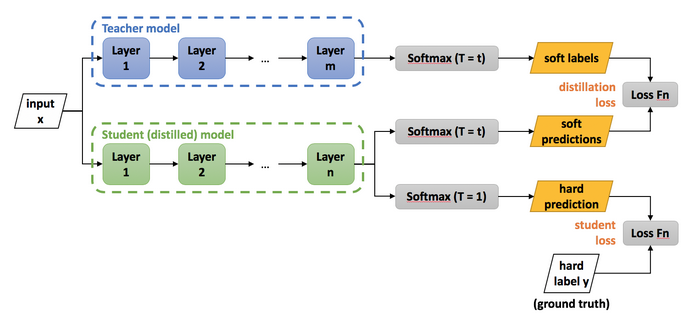 Teacher model
Layer
1
Layer
2
...
Layer
m
Softmax (T = t)
soft labels
input
x
distillation
loss
Loss Fn
Student (distilled) model
Layer
1
Layer
2
...
Layer
n
Softmax (T = t)
soft
predictions
Softmax (T = 1)
hard
prediction
student
loss
Loss Fn
hard
label y
(ground truth)